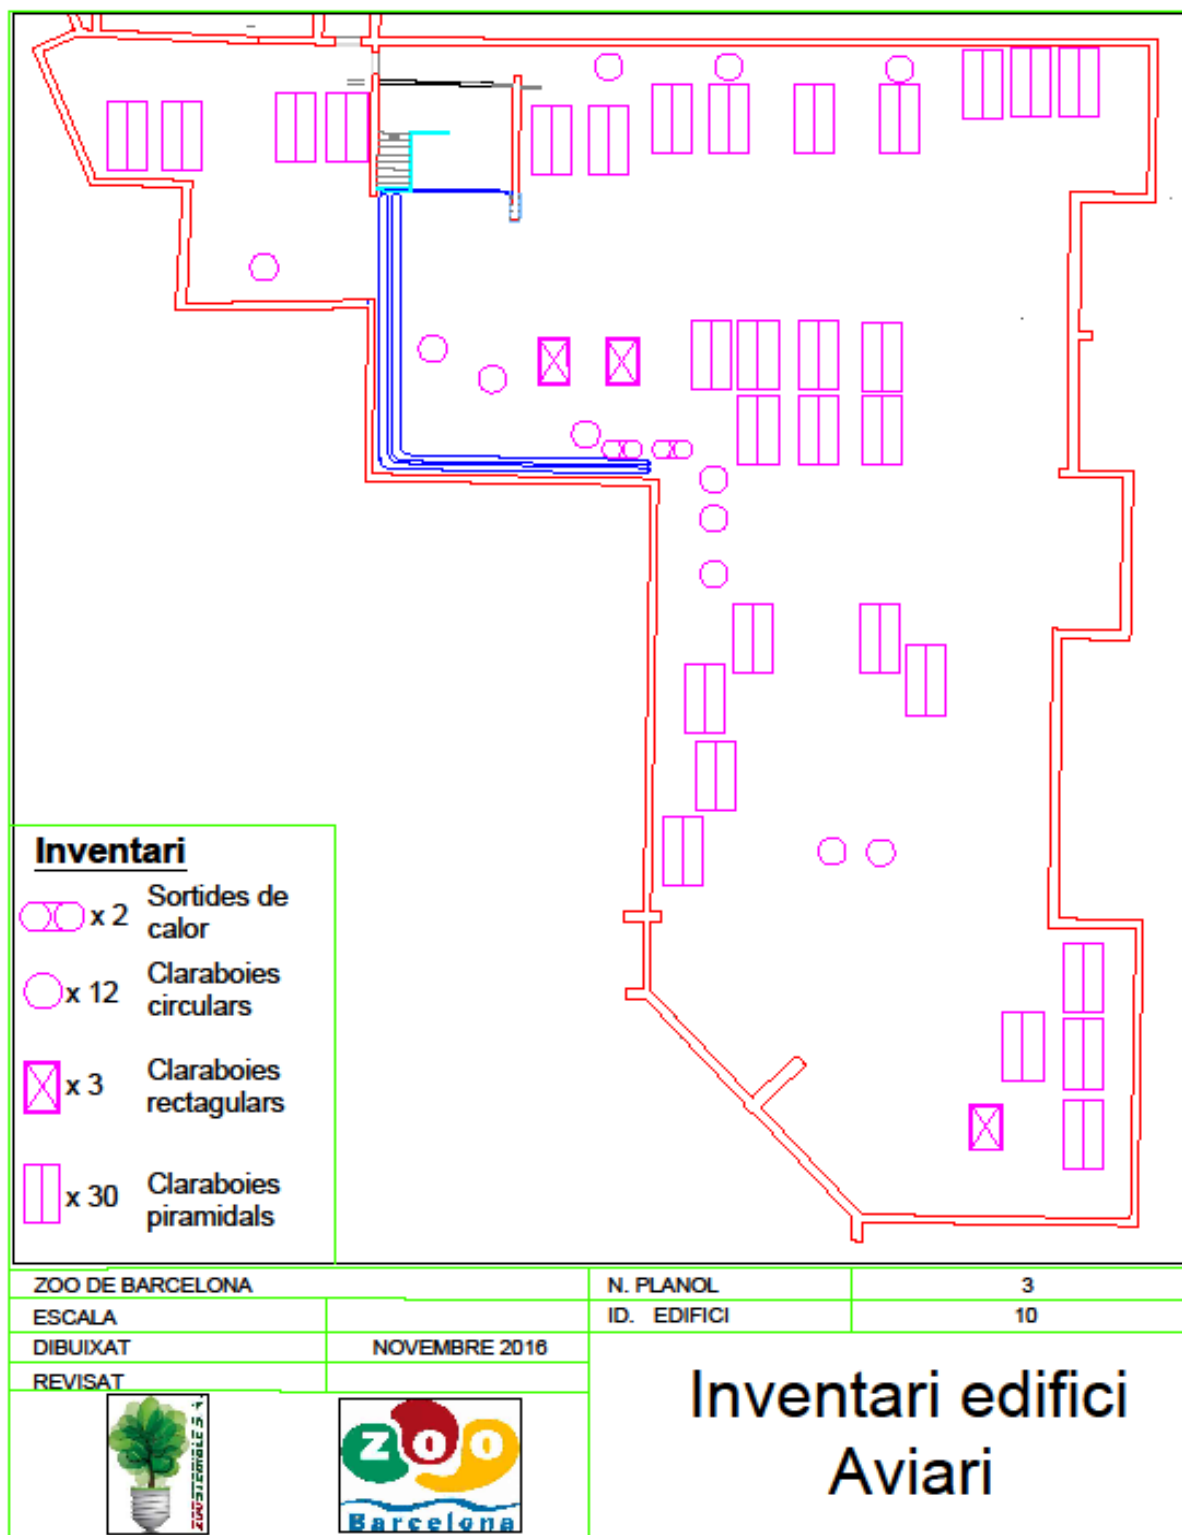 Inventari
x 2 Sortides de
calor
x 12 Claraboies
circulars
x 3 Claraboies
rectagulars
x 30 Claraboies
piramidals
ZOO DE BARCELONA
N. PLANOL 3
ESCALA
ID. EDIFICI 10
DIBUIXAT NOVEMBRE 2016
REVISAT
Inventari edifici
Aviari
zoo
Barcelona